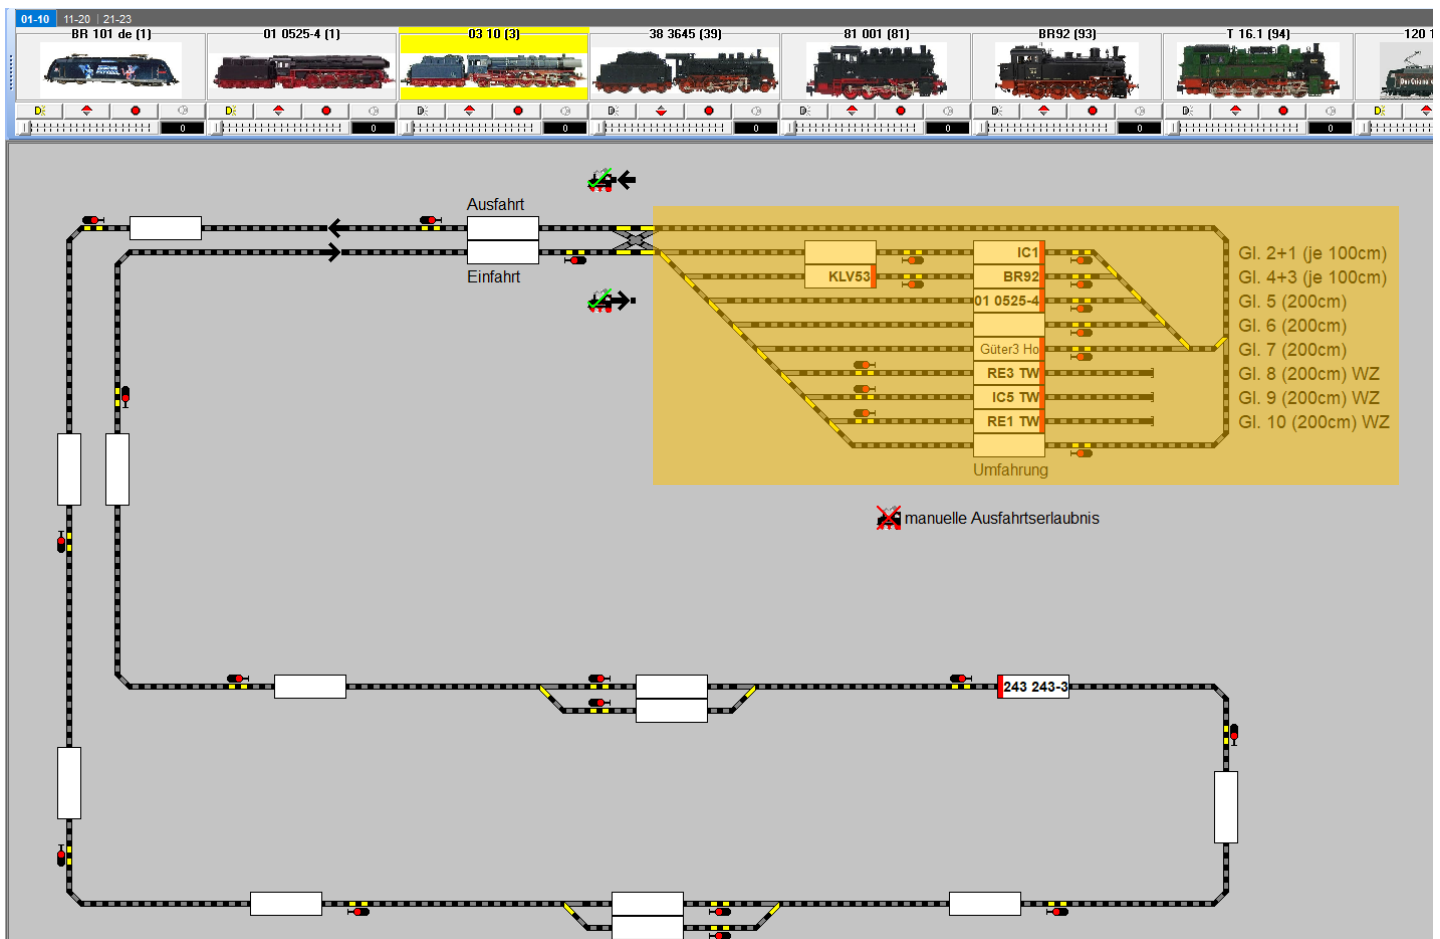 01-10 11-20 21-23
BR 101 de (1) 01 0525-4 (1) 03 10 (3) 38 3645 (39) 81 001 (81) BR92 (93) T 16.1 (94) 120 1
0 0 0 0 0 0 0
Ausfahrt
Einfahrt
IC1 Gl. 2+1 (je 100cm)
KLV53 BR92 Gl. 4+3 (je 100cm)
01 0525-4 Gl. 5 (200cm)
Gl. 6 (200cm)
Güter3 Ho Gl. 7 (200cm)
RE3 TW Gl. 8 (200cm) WZ
IC5 TW Gl. 9 (200cm) WZ
RE1 TW Gl. 10 (200cm) WZ
Umfahrung
manuelle Ausfahrtserlaubnis
243 243-3